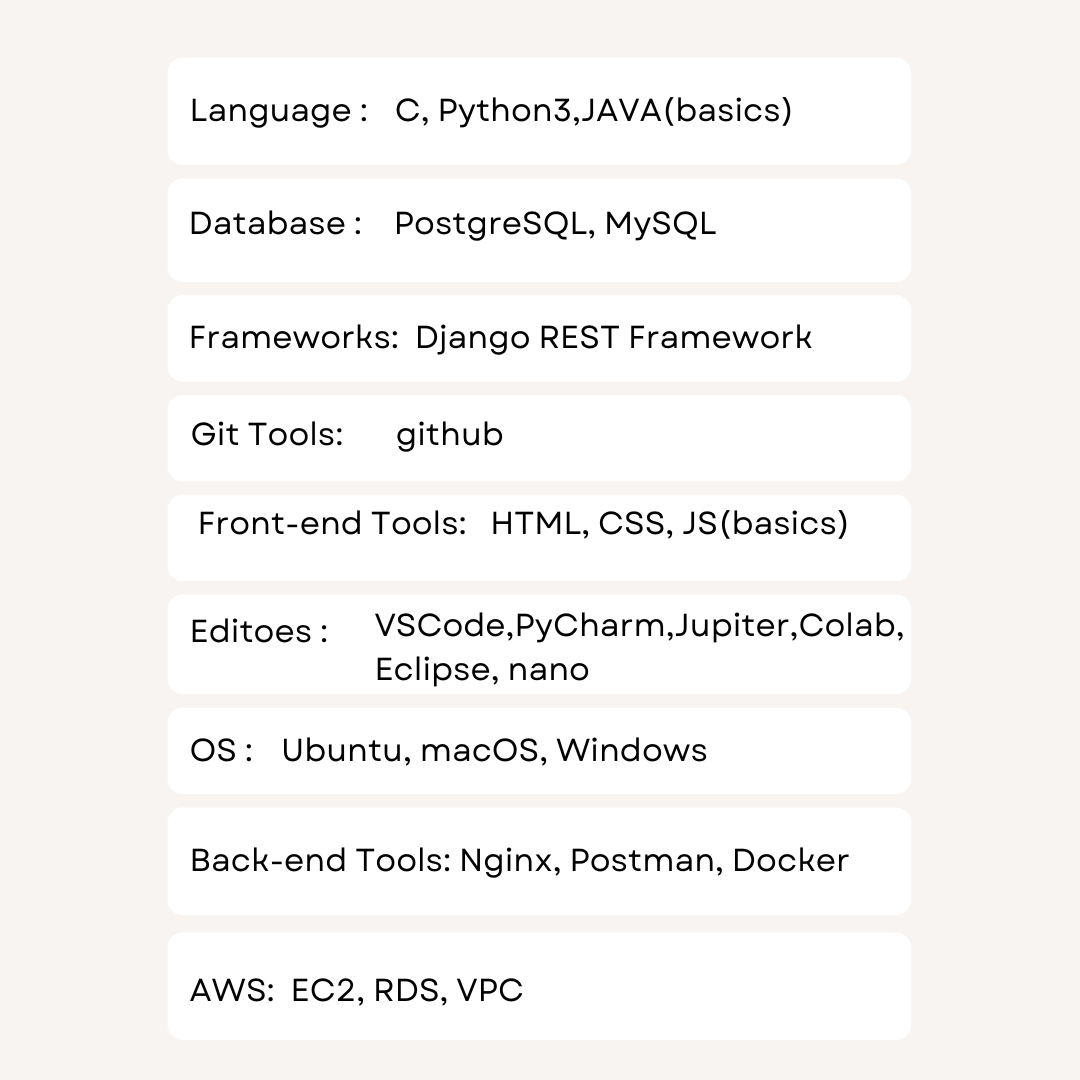 Language : C, Python3,JAVA(basics)
Database : PostgreSQL, MySQL
Frameworks: Django REST Framework
Git Tools: github
Front-end Tools: HTML, CSS, JS(basics)
Editoes : VSCode,PyCharm,Jupiter,Colab,
Eclipse, nano
OS : Ubuntu, macOS, Windows
Back-end Tools: Nginx, Postman, Docker
AWS: EC2, RDS, VPC